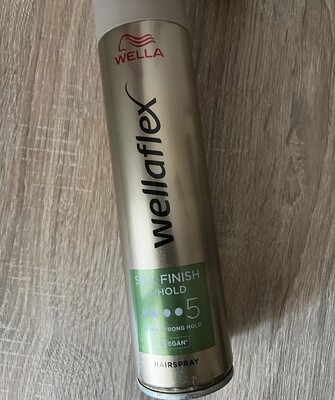 WELLA
wellaflex
FINISH
HOLD
5
STRONG HOLD
VEGAN*
HAIRSPRAY